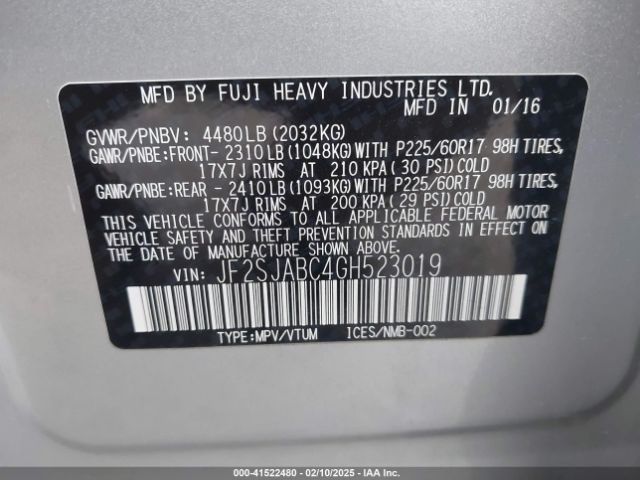 MFD BY FUJI HEAVY INDUSTRIES LTD.
MFD IN 01/16
GVWR/PNBV: 4480LB(2032KG)
GAWR/PNBE:FRONT- 2310LB(1048KG)WITH P225/60R17 98H TIRES,
17X7J RIMS AT 210 KPA( 30 PSI)COLD
GAWR/PNBE:REAR - 2410LB(1093KG)WITH P225/60R17 98H TIRES,
17X7J RIMS AT 200 KPA( 29 PSI)COLD
THIS VEHICLE CONFORMS TO ALL APPLICABLE FEDERAL MOTOR
VEHICLE SAFETY AND THEFT PREVENTION STANDARDS IN EFFECT ON
THE DATE OF MANUFACTURE SHOWN ABOVE.
VIN: JF2SJABC4GH523019
TYPE:MPV/VTUM ICES/NMB-002
000-41522480 - 02/10/2025 - IAA Inc.